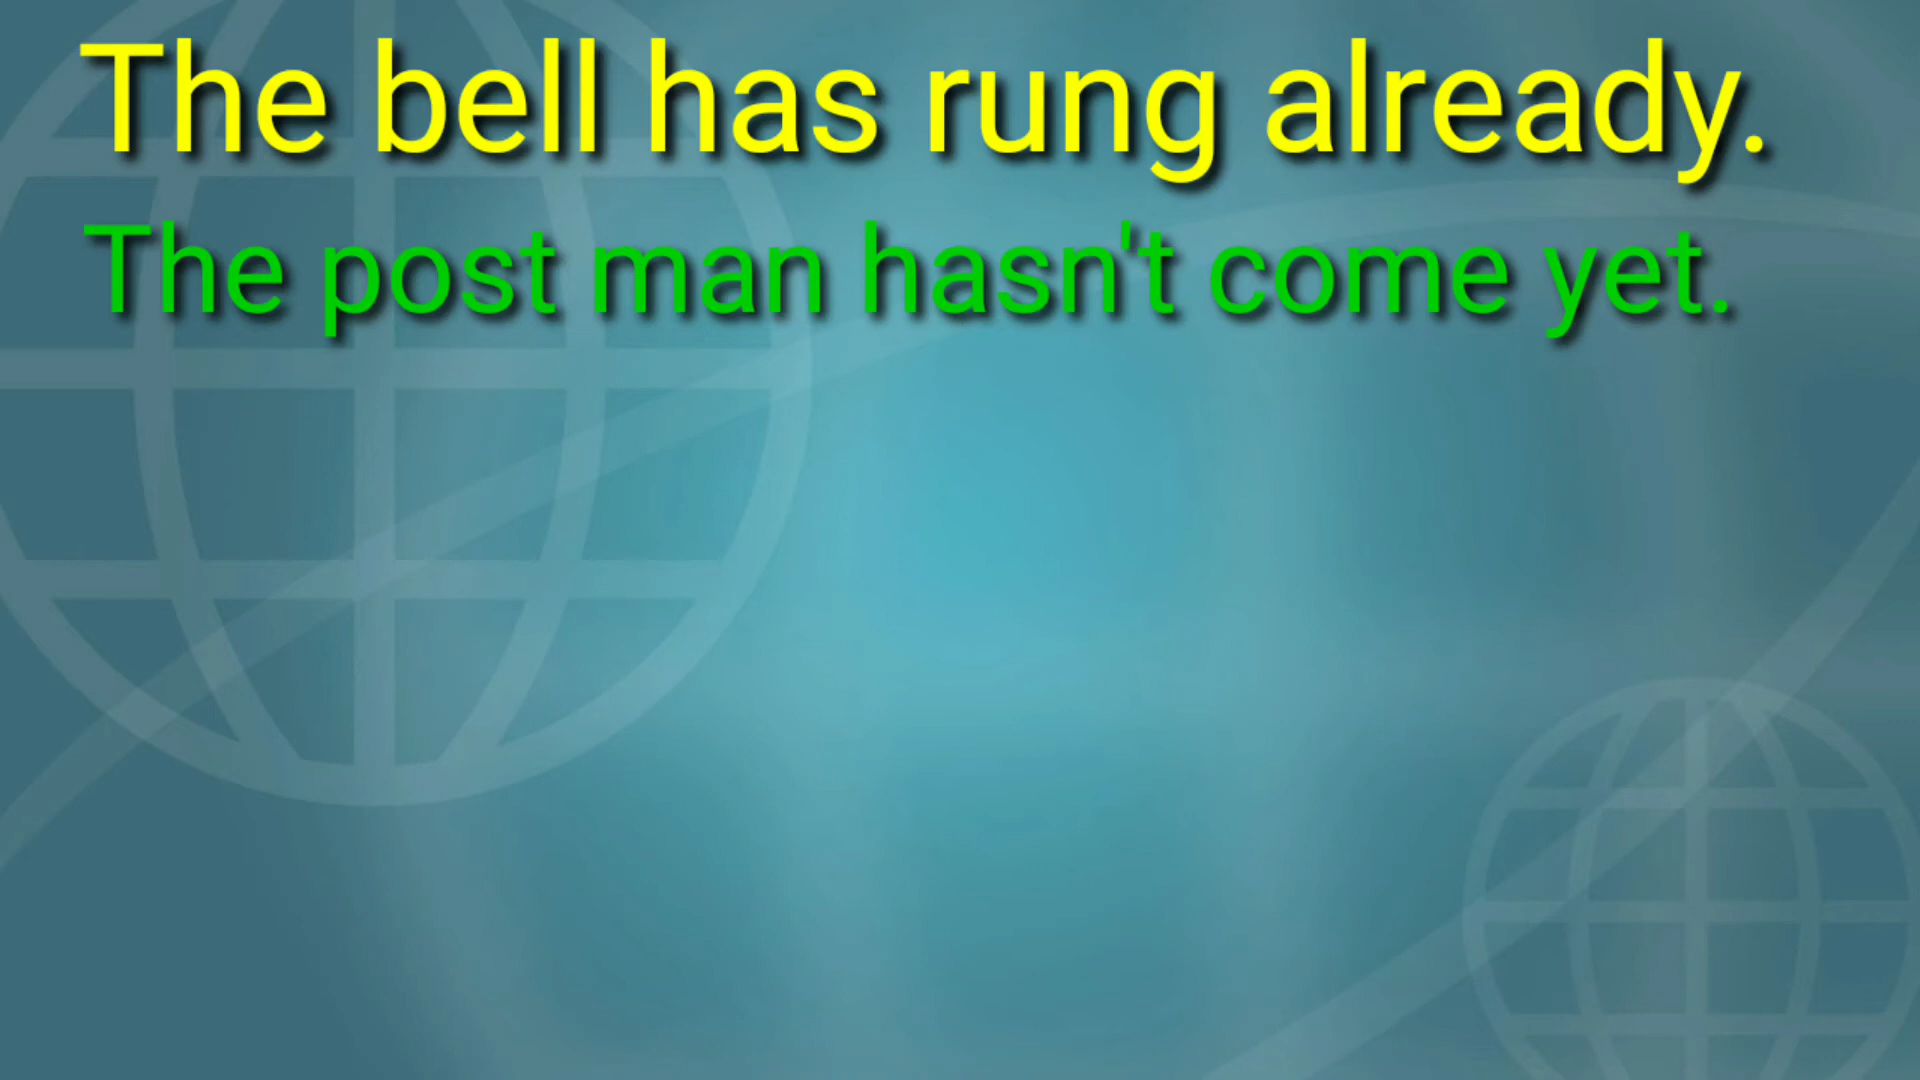 The bell has rung already.
The post man hasn't come yet.